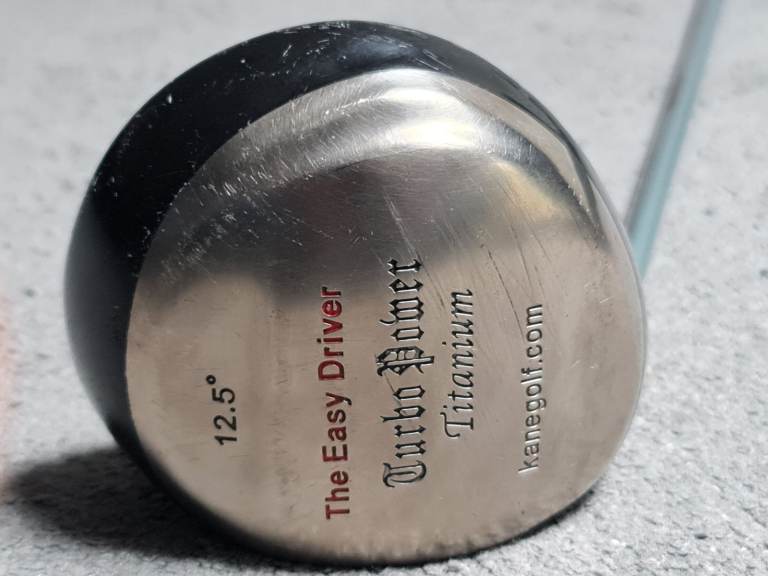 12.5°
The Easy Driver
Turbo Power
Titanium
kanegolf.com